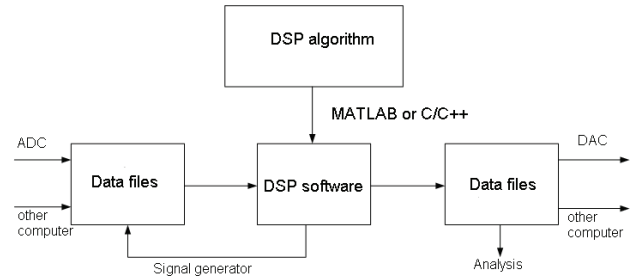 DSP algorithm
MATLAB or C/C++
ADC
DAC
Data files
DSP software
Data files
other
computer
other
computer
Signal generator
Analysis